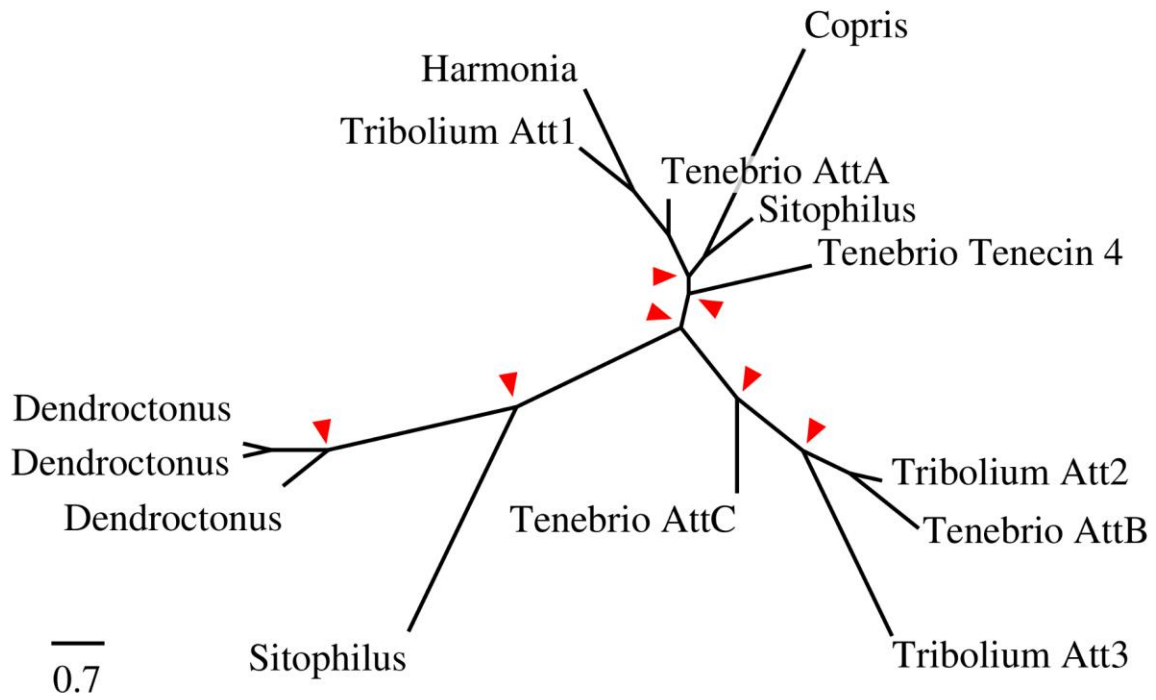 Copris
Harmonia
Tribolium Att1
Tenebrio AttA
Sitophilus
Tenebrio Tenecin 4
Dendroctonus
Dendroctonus
Dendroctonus
Tribolium Att2
Tenebrio AttC
Tenebrio AttB
Sitophilus
Tribolium Att3
0.7